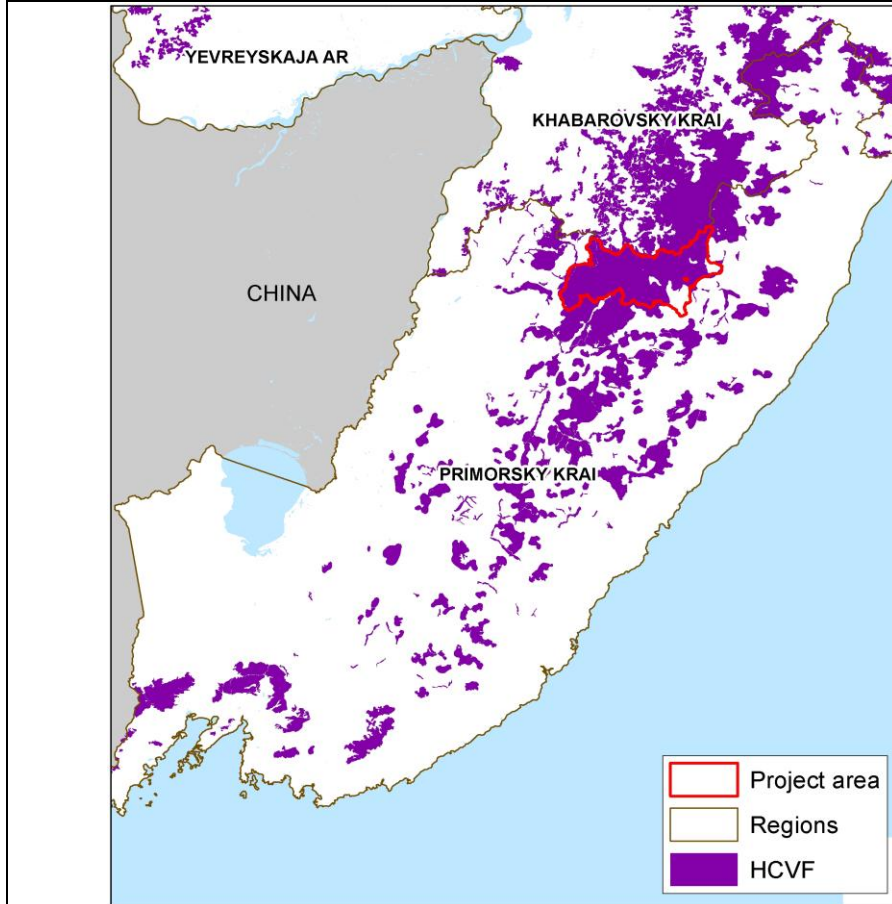 YEVREYSKAJA AR
KHABAROVSKY KRAI
CHINA
PRIMORSKY KRAI
Project area
Regions
HCVF